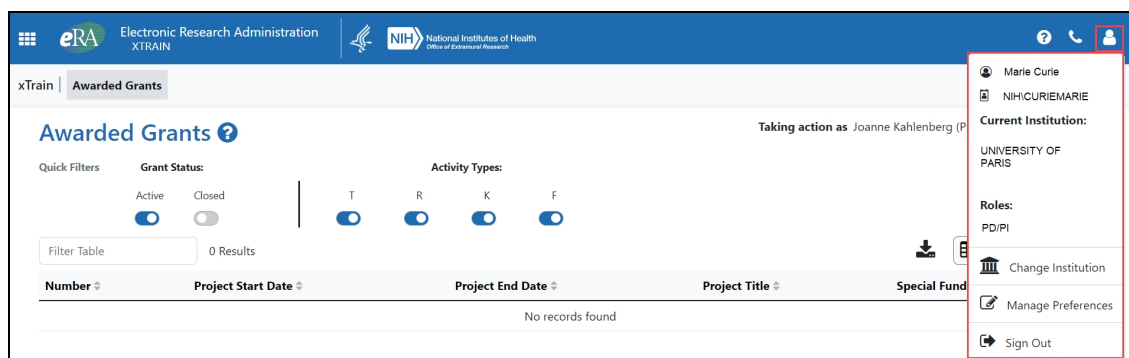 eRA
Electronic Research Administration
XTRAIN
NIH
National Institutes of Health
Office of Extramural Research
xTrain
Awarded Grants
Marie Curie
NIH\CURIEMARIE
Current Institution:
UNIVERSITY OF
PARIS
Roles:
PD/PI
Change Institution
Manage Preferences
Sign Out
Awarded Grants
Taking action as Joanne Kahlenberg (P
Quick Filters
Grant Status:
Activity Types:
Active
Closed
T
R
K
F
Filter Table
0 Results
Number
Project Start Date
Project End Date
Project Title
Special Fund
No records found